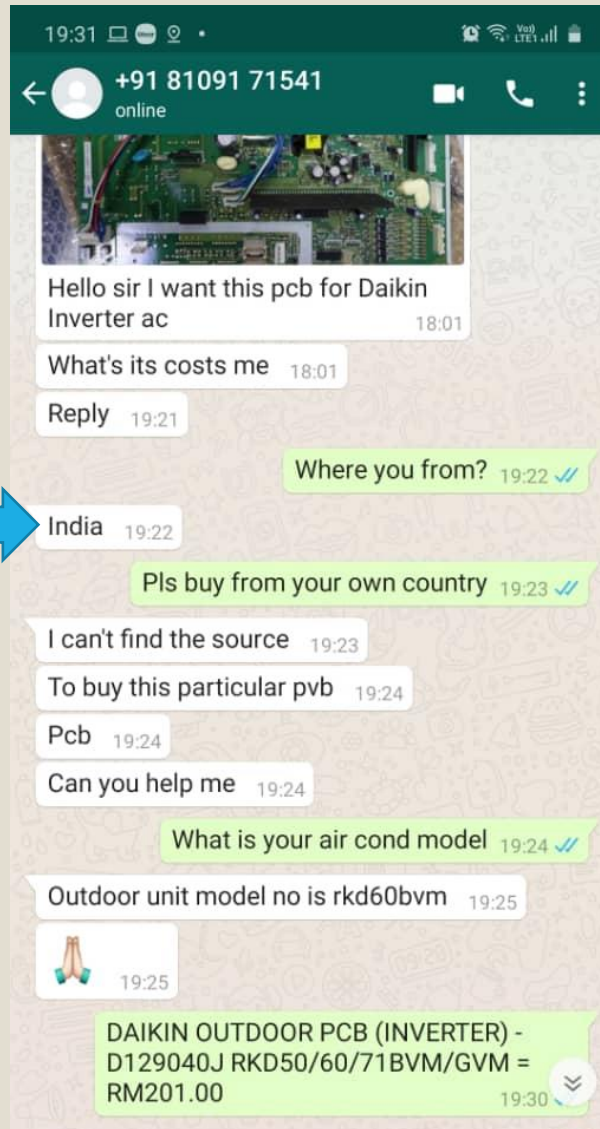 19:31
Vo))
LTE1
+91 81091 71541
online
Hello sir I want this pcb for Daikin
Inverter ac
18:01
What's its costs me 18:01
Reply 19:21
Where you from? 19:22
India 19:22
Pls buy from your own country 19:23
I can't find the source 19:23
To buy this particular pvb 19:24
Pcb 19:24
Can you help me 19:24
What is your air cond model 19:24
Outdoor unit model no is rkd60bvm 19:25
🙏🏻
19:25
DAIKIN OUTDOOR PCB (INVERTER) -
D129040J RKD50/60/71BVM/GVM =
RM201.00
19:30